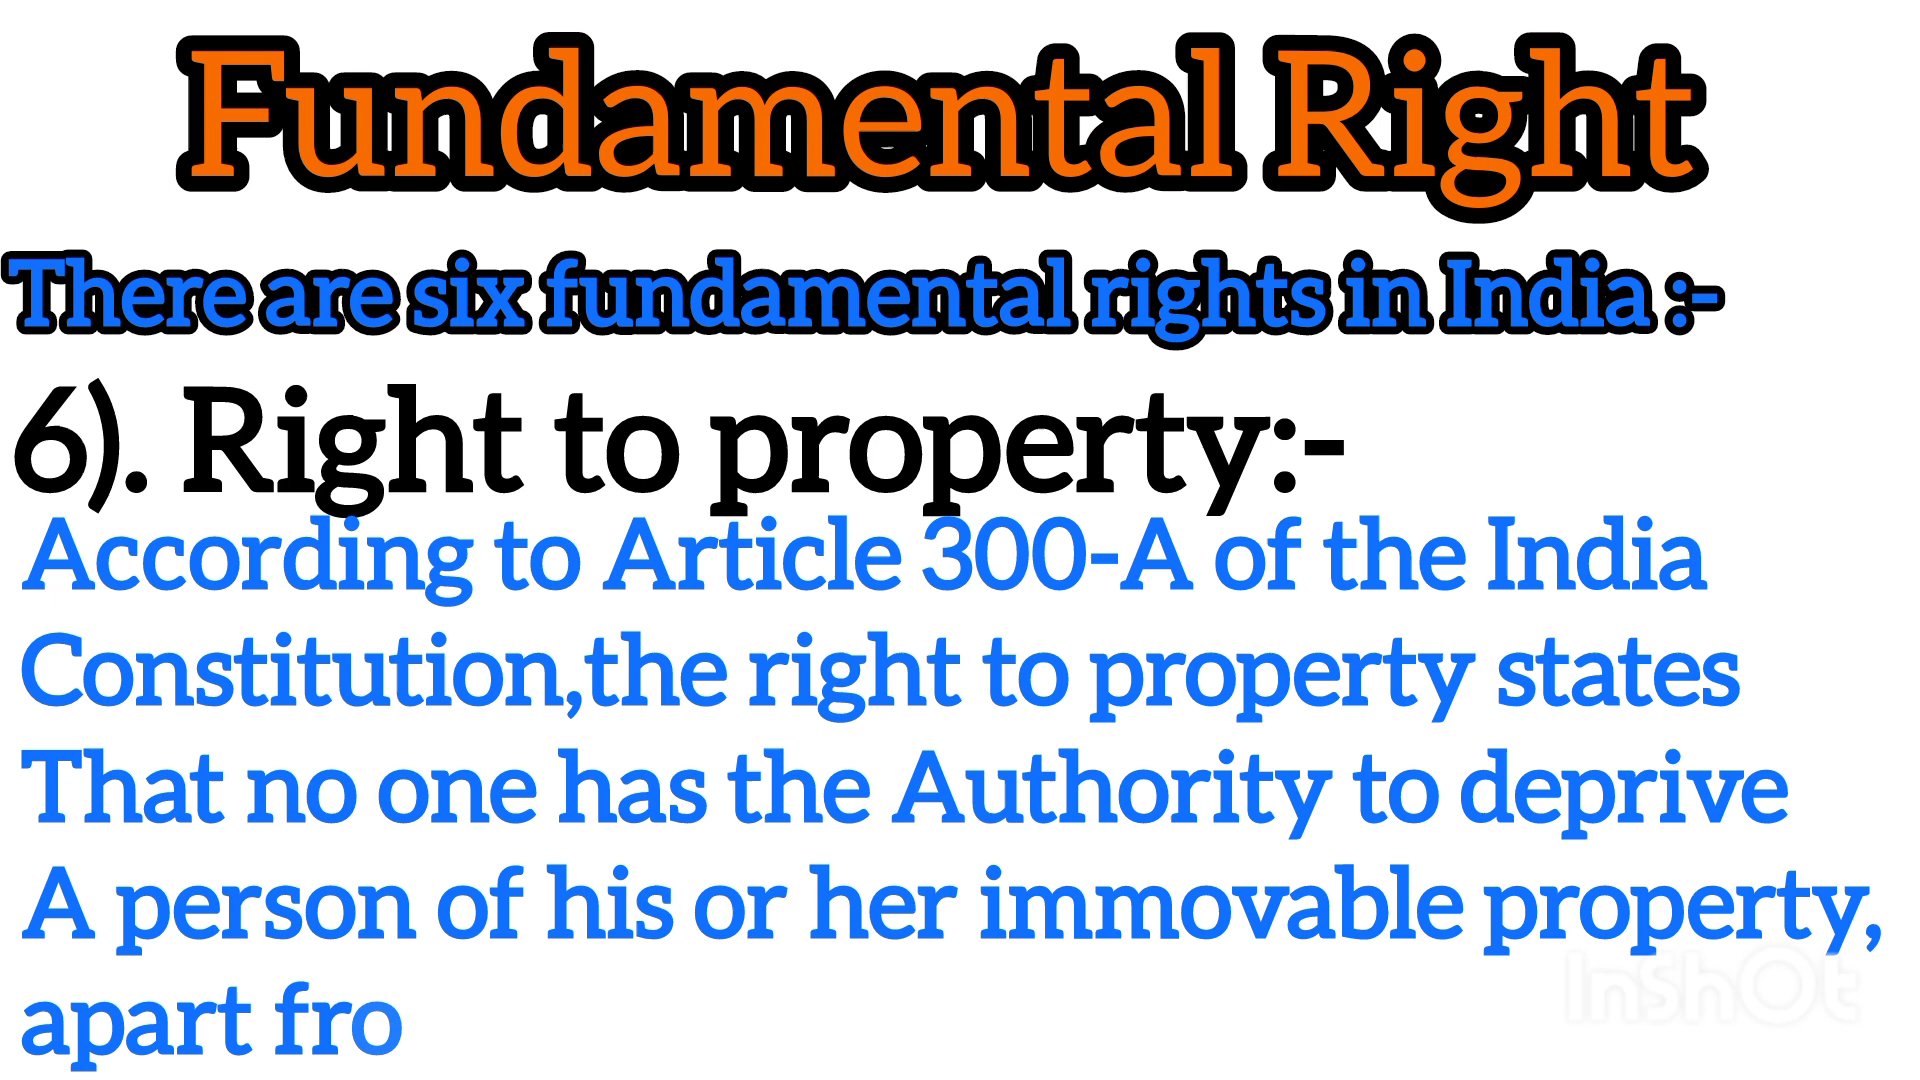 Fundamental Right
There are six fundamental rights in India :-
6). Right to property:-
According to Article 300-A of the India
Constitution,the right to property states
That no one has the Authority to deprive
A person of his or her immovable property,
apart fro
InShOt